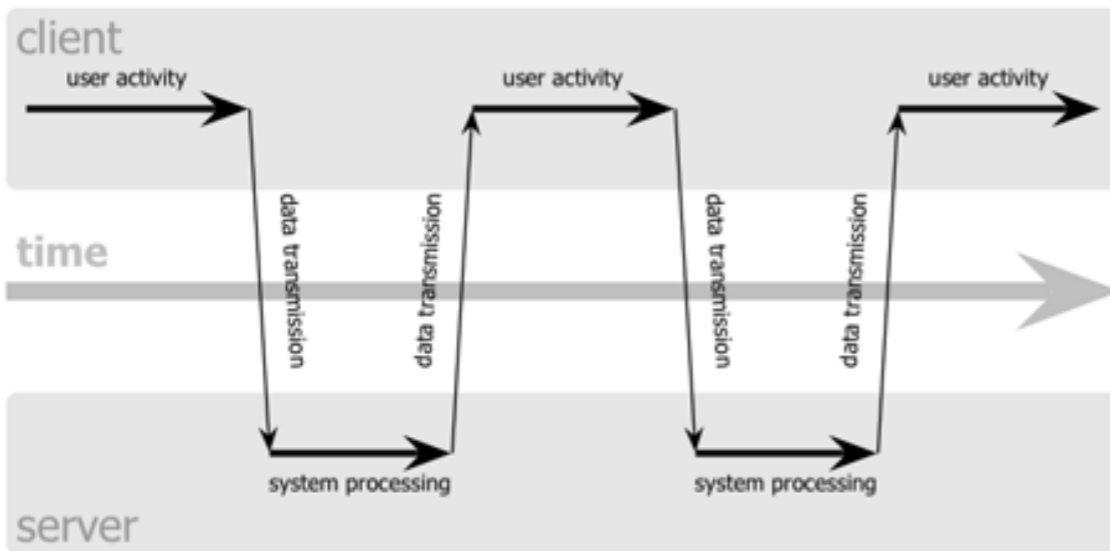 client
user activity
user activity
user activity
data transmission
data transmission
data transmission
data transmission
time
system processing
system processing
server